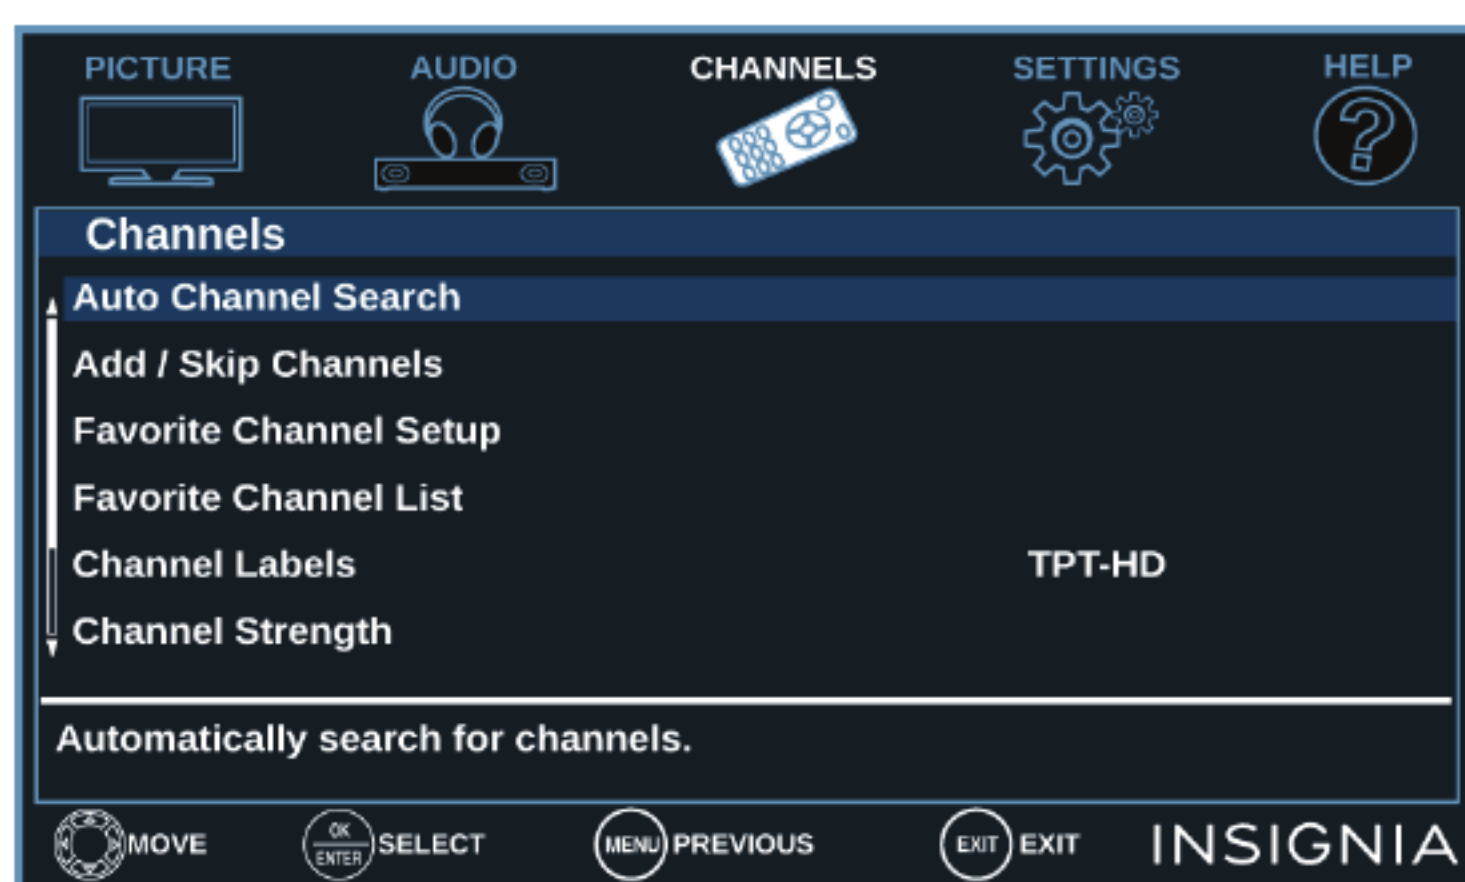 PICTURE AUDIO CHANNELS SETTINGS HELP
Channels
Auto Channel Search
Add / Skip Channels
Favorite Channel Setup
Favorite Channel List
Channel Labels TPT-HD
Channel Strength
Automatically search for channels.
MOVE OK ENTER SELECT MENU PREVIOUS EXIT EXIT INSIGNIA